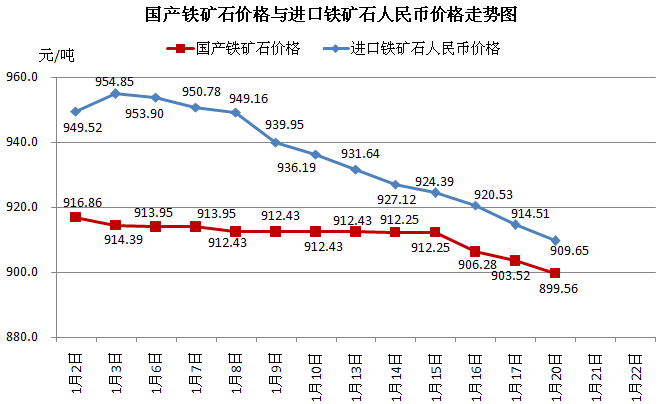 国产铁矿石价格与进口铁矿石人民币价格走势图
国产铁矿石价格 进口铁矿石人民币价格
元/吨
960.0
940.0
920.0
900.0
880.0
949.52
954.85
953.90
950.78
949.16
939.95
936.19
931.64
927.12
924.39
920.53
914.51
909.65
916.86
914.39
913.95
913.95
912.43
912.43
912.43
912.43
912.25
912.25
906.28
903.52
899.56
1月2日
1月3日
1月6日
1月7日
1月8日
1月9日
1月10日
1月13日
1月14日
1月15日
1月16日
1月17日
1月20日
1月21日
1月22日